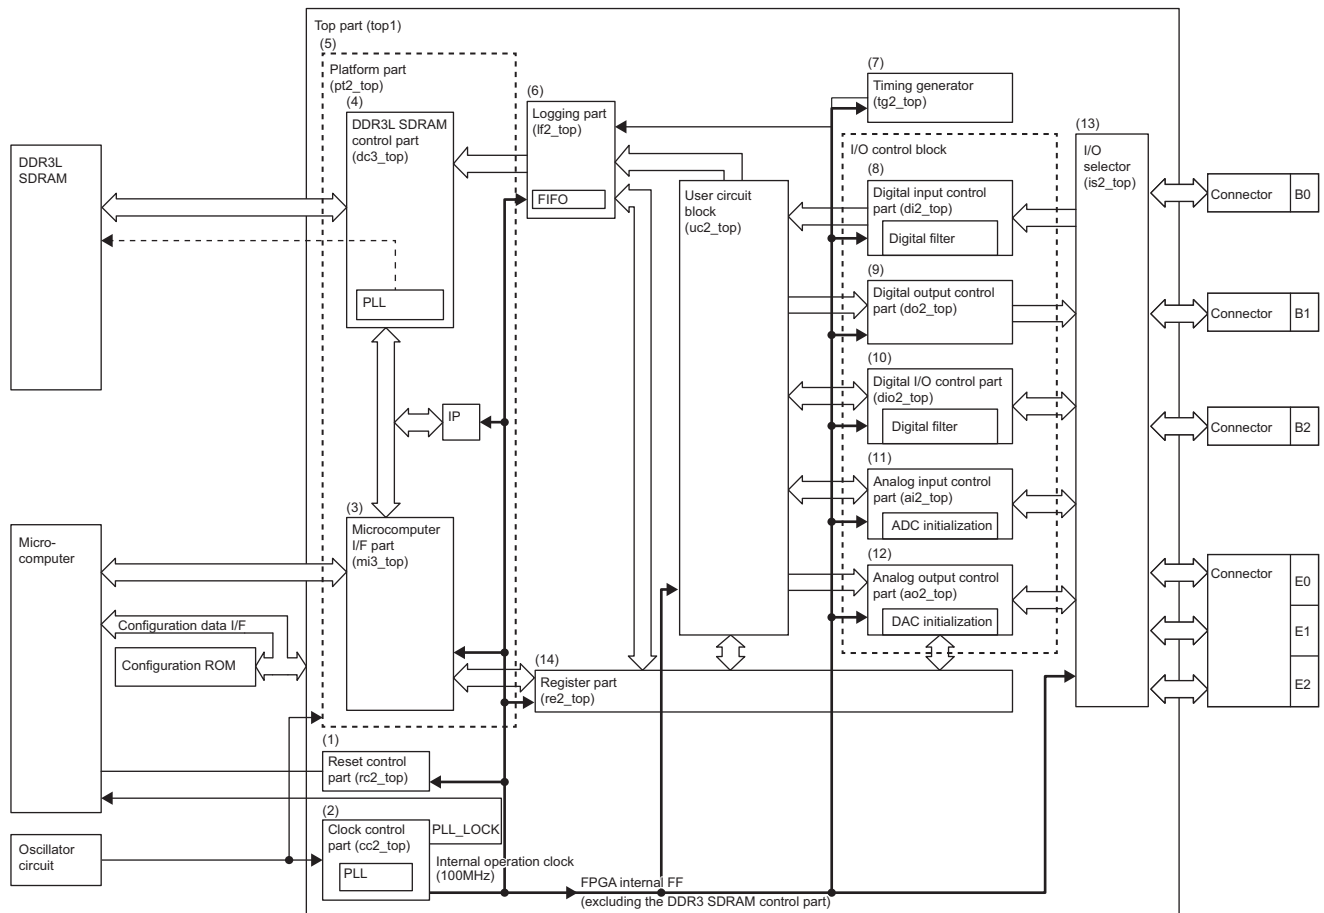 Top part (top1)
(5)
Platform part
(pt2_top)
(4)
DDR3L SDRAM
control part
(dc3_top)
PLL
DDR3L
SDRAM
(6)
Logging part
(lf2_top)
FIFO
(7)
Timing generator
(tg2_top)
I/O control block
(8)
Digital input control
part (di2_top)
Digital filter
(9)
Digital output control
part (do2_top)
(10)
Digital I/O control part
(dio2_top)
Digital filter
(11)
Analog input control
part (ai2_top)
ADC initialization
(12)
Analog output control
part (ao2_top)
DAC initialization
(13)
I/O
selector
(is2_top)
User circuit
block
(uc2_top)
Connector B0
Connector B1
Connector B2
Connector E0
E1
E2
IP
(3)
Microcomputer
I/F part
(mi3_top)
Micro-
computer
Configuration data I/F
Configuration ROM
(14)
Register part
(re2_top)
(1)
Reset control
part (rc2_top)
(2)
Clock control
part (cc2_top)
PLL
PLL_LOCK
Oscillator
circuit
Internal operation clock
(100MHz)
FPGA internal FF
(excluding the DDR3 SDRAM control part)